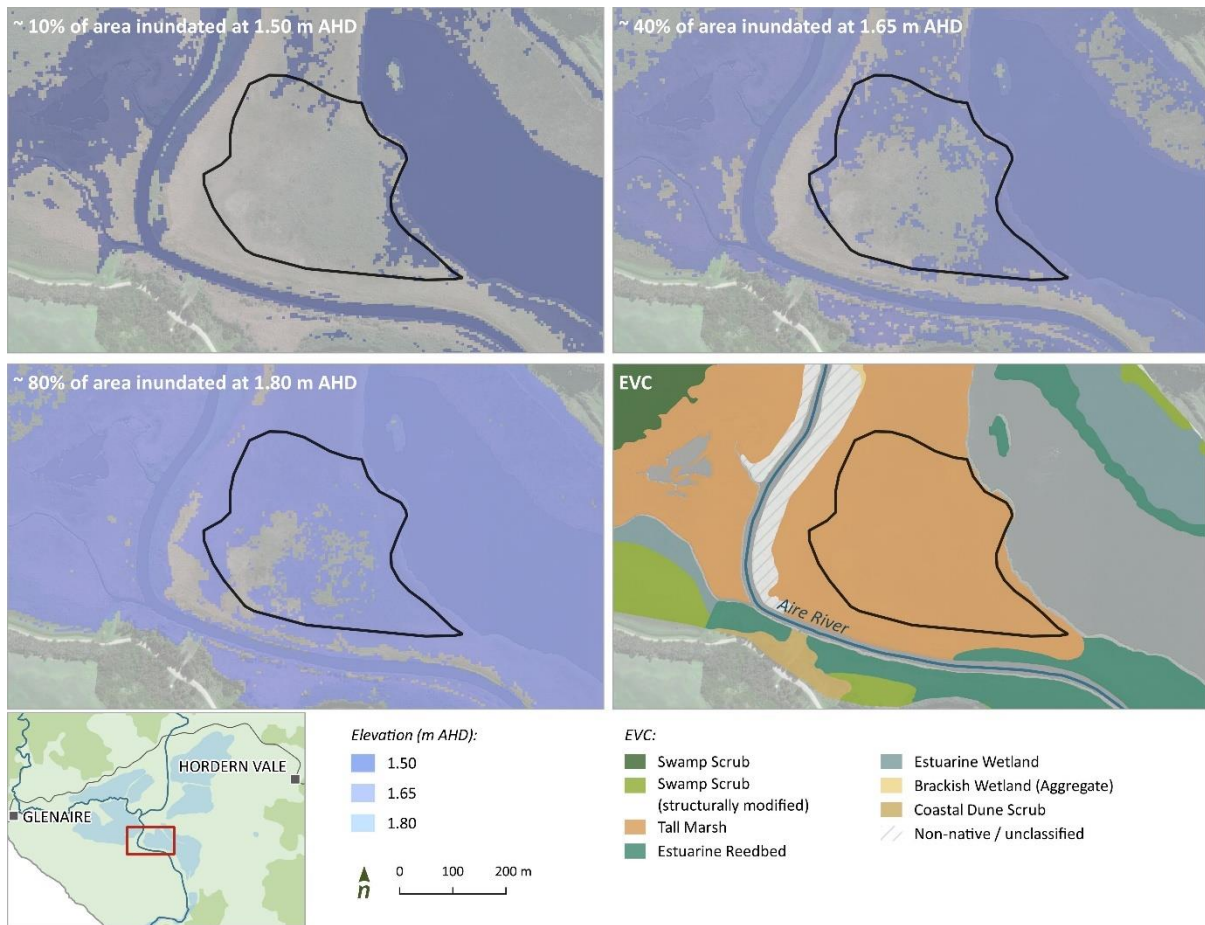 ~ 10% of area inundated at 1.50 m AHD
~ 40% of area inundated at 1.65 m AHD
~ 80% of area inundated at 1.80 m AHD
EVC
Aire River
HORDERN VALE
GLENAIRE
Elevation (m AHD):
1.50
1.65
1.80
n
0 100 200 m
EVC:
Swamp Scrub
Swamp Scrub
(structurally modified)
Tall Marsh
Estuarine Reedbed
Estuarine Wetland
Brackish Wetland (Aggregate)
Coastal Dune Scrub
Non-native / unclassified